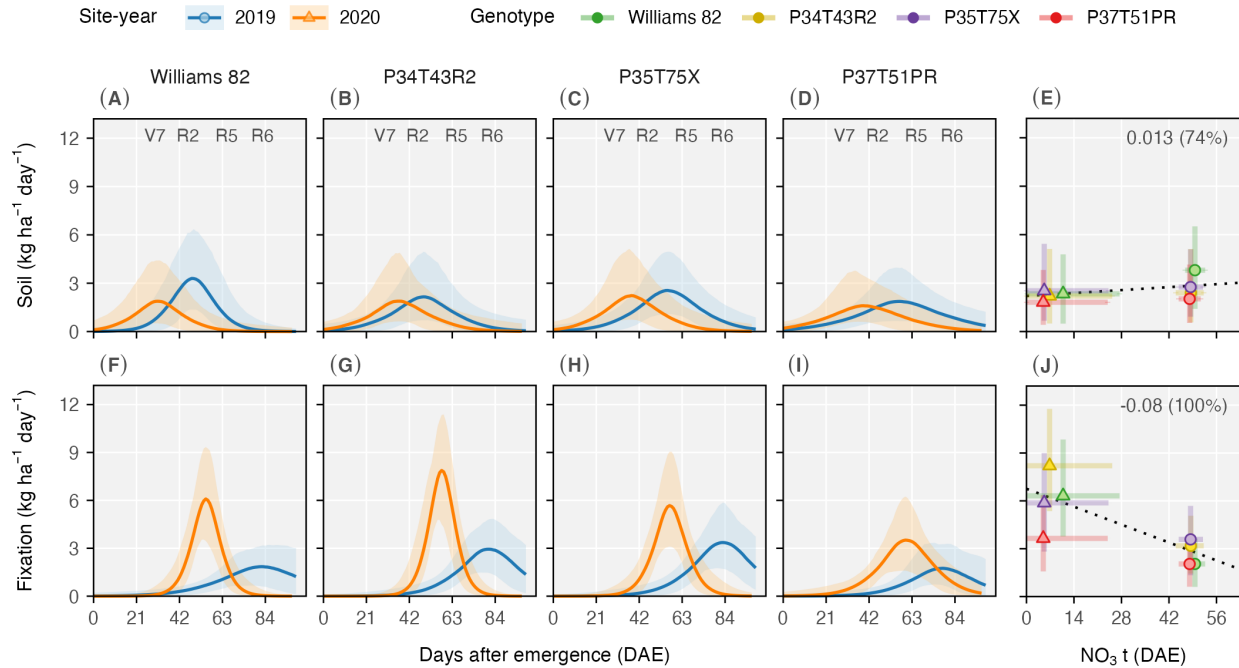 Site-year 2019 2020 Genotype Williams 82 P34T43R2 P35T75X P37T51PR
Williams 82 P34T43R2 P35T75X P37T51PR
(A) (B) (C) (D) (E)
V7 R2 R5 R6 V7 R2 R5 R6 V7 R2 R5 R6 V7 R2 R5 R6 0.013 (74%)
12
9
6
3
0
Soil (kg ha⁻¹ day⁻¹)
(F) (G) (H) (I) (J)
-0.08 (100%)
12
9
6
3
0
Fixation (kg ha⁻¹ day⁻¹)
0 21 42 63 84 0 21 42 63 84 0 21 42 63 84 0 21 42 63 84 0 14 28 42 56
Days after emergence (DAE) NO₃ t (DAE)